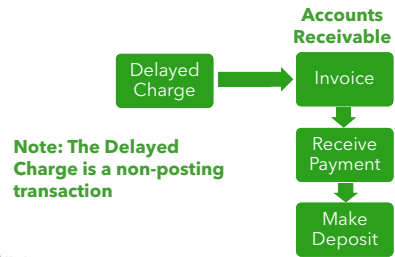 Accounts
Receivable
Delayed
Charge
Invoice
Note: The Delayed
Charge is a non-posting
transaction
Receive
Payment
Make
Deposit